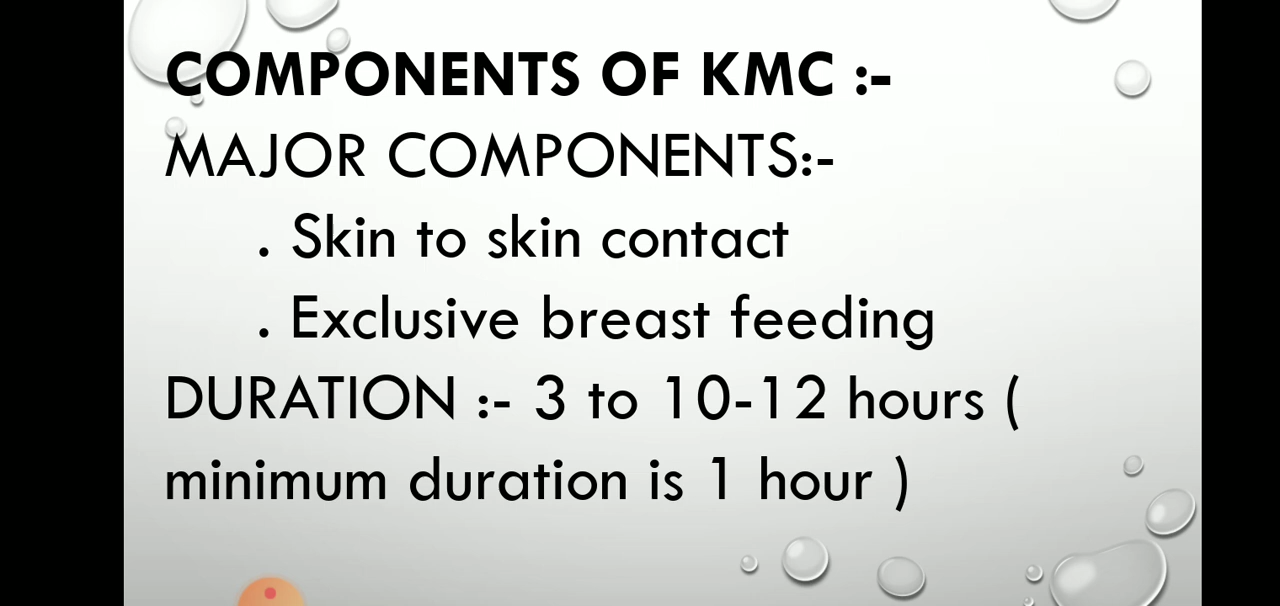 COMPONENTS OF KMC :-
MAJOR COMPONENTS:-
. Skin to skin contact
. Exclusive breast feeding
DURATION :- 3 to 10-12 hours (
minimum duration is 1 hour )